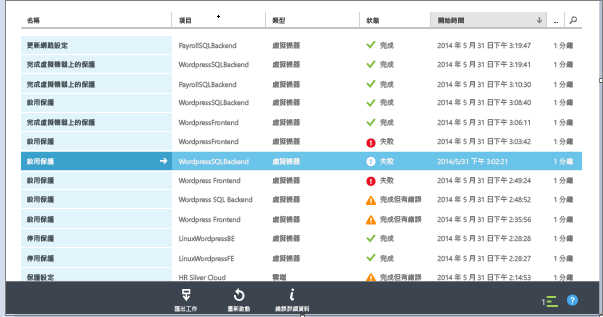 名稱 項目 類型 狀態 開始時間 ...
更新網路設定 PayrollSQLBackend 虛擬機器 完成 2014 年 5 月 31 日下午 3:19:47 1 分鐘
完成虛擬機器上的保護 WordpressSQLBackend 虛擬機器 完成 2014 年 5 月 31 日下午 3:19:41 1 分鐘
完成虛擬機器上的保護 PayrollSQLBackend 虛擬機器 完成 2014 年 5 月 31 日下午 3:10:30 1 分鐘
啟用保護 WordpressSQLBackend 虛擬機器 完成 2014 年 5 月 31 日下午 3:08:40 1 分鐘
完成虛擬機器上的保護 WordpressFrontend 虛擬機器 完成 2014 年 5 月 31 日下午 3:06:11 1 分鐘
啟用保護 WordpressFrontend 虛擬機器 失敗 2014 年 5 月 31 日下午 3:03:42 1 分鐘
啟用保護 WordpressSQLBackend 虛擬機器 失敗 2014/5/31 下午 3:02:21 1 分鐘
啟用保護 Wordpress Frontend 虛擬機器 失敗 2014 年 5 月 31 日下午 2:49:24 1 分鐘
啟用保護 Wordpress SQL Backend 虛擬機器 完成但有錯誤 2014 年 5 月 31 日下午 2:48:52 1 分鐘
啟用保護 Wordpress Frontend 虛擬機器 完成但有錯誤 2014 年 5 月 31 日下午 2:35:56 1 分鐘
停用保護 LinuxWordpressBE 虛擬機器 完成 2014 年 5 月 31 日下午 2:28:28 1 分鐘
停用保護 LinuxWordpressFE 虛擬機器 完成 2014 年 5 月 31 日下午 2:28:27 1 分鐘
保護設定 HR Silver Cloud 雲端 完成但有錯誤 2014 年 5 月 31 日下午 2:14:53 1 分鐘
匯出工作 重新啟動 錯誤詳細資料 1 ?